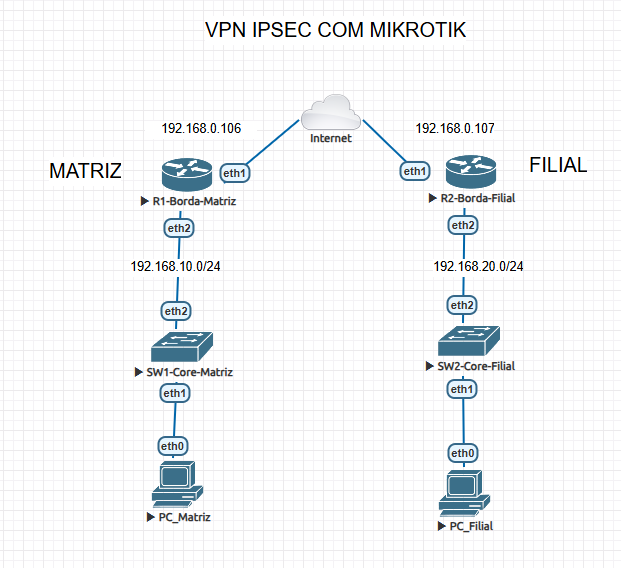 VPN IPSEC COM MIKROTIK
192.168.0.106
192.168.0.107
Internet
MATRIZ
eth1
eth1
FILIAL
R1-Borda-Matriz
R2-Borda-Filial
eth2
eth2
192.168.10.0/24
192.168.20.0/24
eth2
eth2
SW1-Core-Matriz
SW2-Core-Filial
eth1
eth1
eth0
eth0
PC_Matriz
PC_Filial